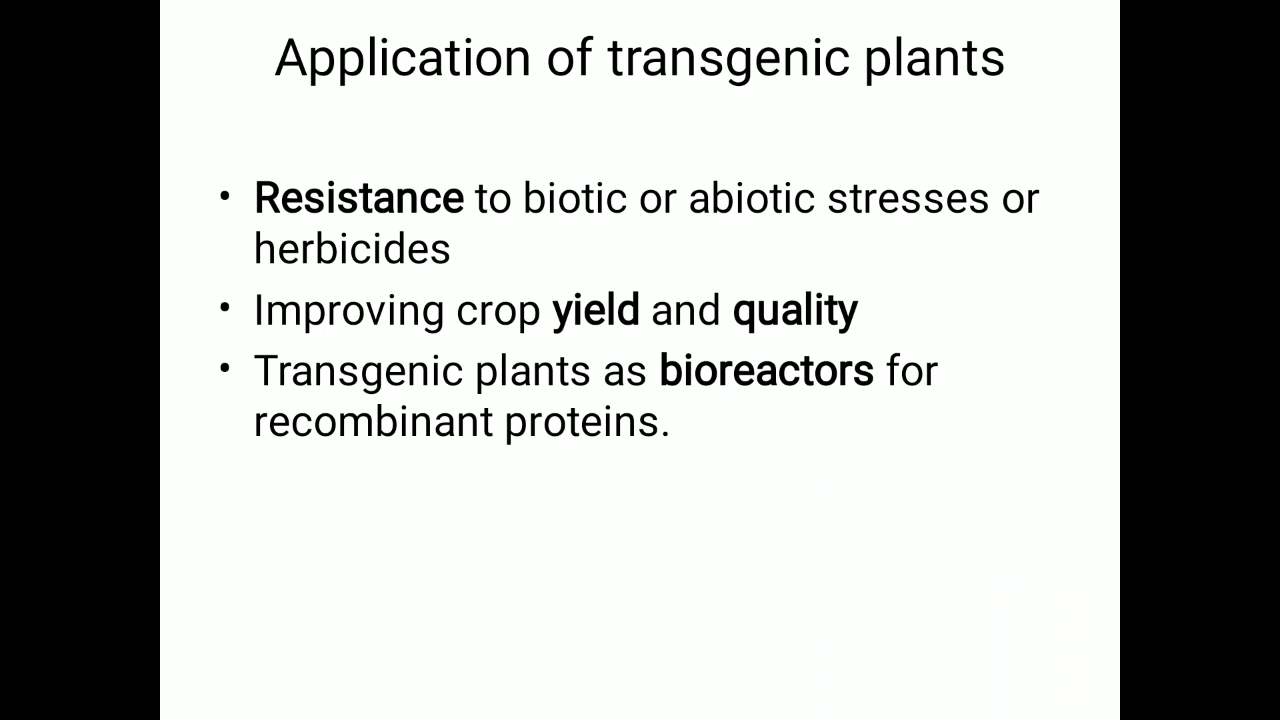 Application of transgenic plants
• Resistance to biotic or abiotic stresses or
herbicides
• Improving crop yield and quality
• Transgenic plants as bioreactors for
recombinant proteins.